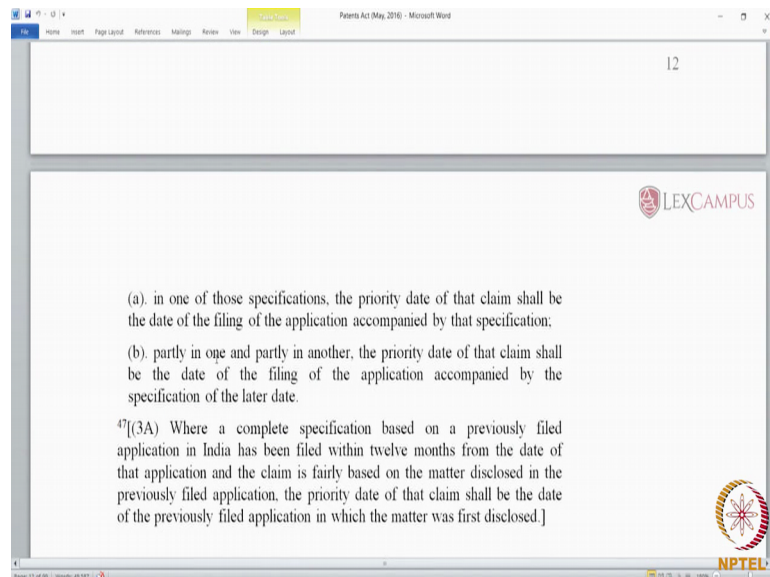 Patents Act (May, 2016) - Microsoft Word
File Home Insert Page Layout References Mailings Review View Design Layout
12
LEXCAMPUS
(a). in one of those specifications, the priority date of that claim shall be
the date of the filing of the application accompanied by that specification;
(b). partly in one and partly in another, the priority date of that claim shall
be the date of the filing of the application accompanied by the
specification of the later date.
47[(3A) Where a complete specification based on a previously filed
application in India has been filed within twelve months from the date of
that application and the claim is fairly based on the matter disclosed in the
previously filed application, the priority date of that claim shall be the date
of the previously filed application in which the matter was first disclosed.]
NPTEL